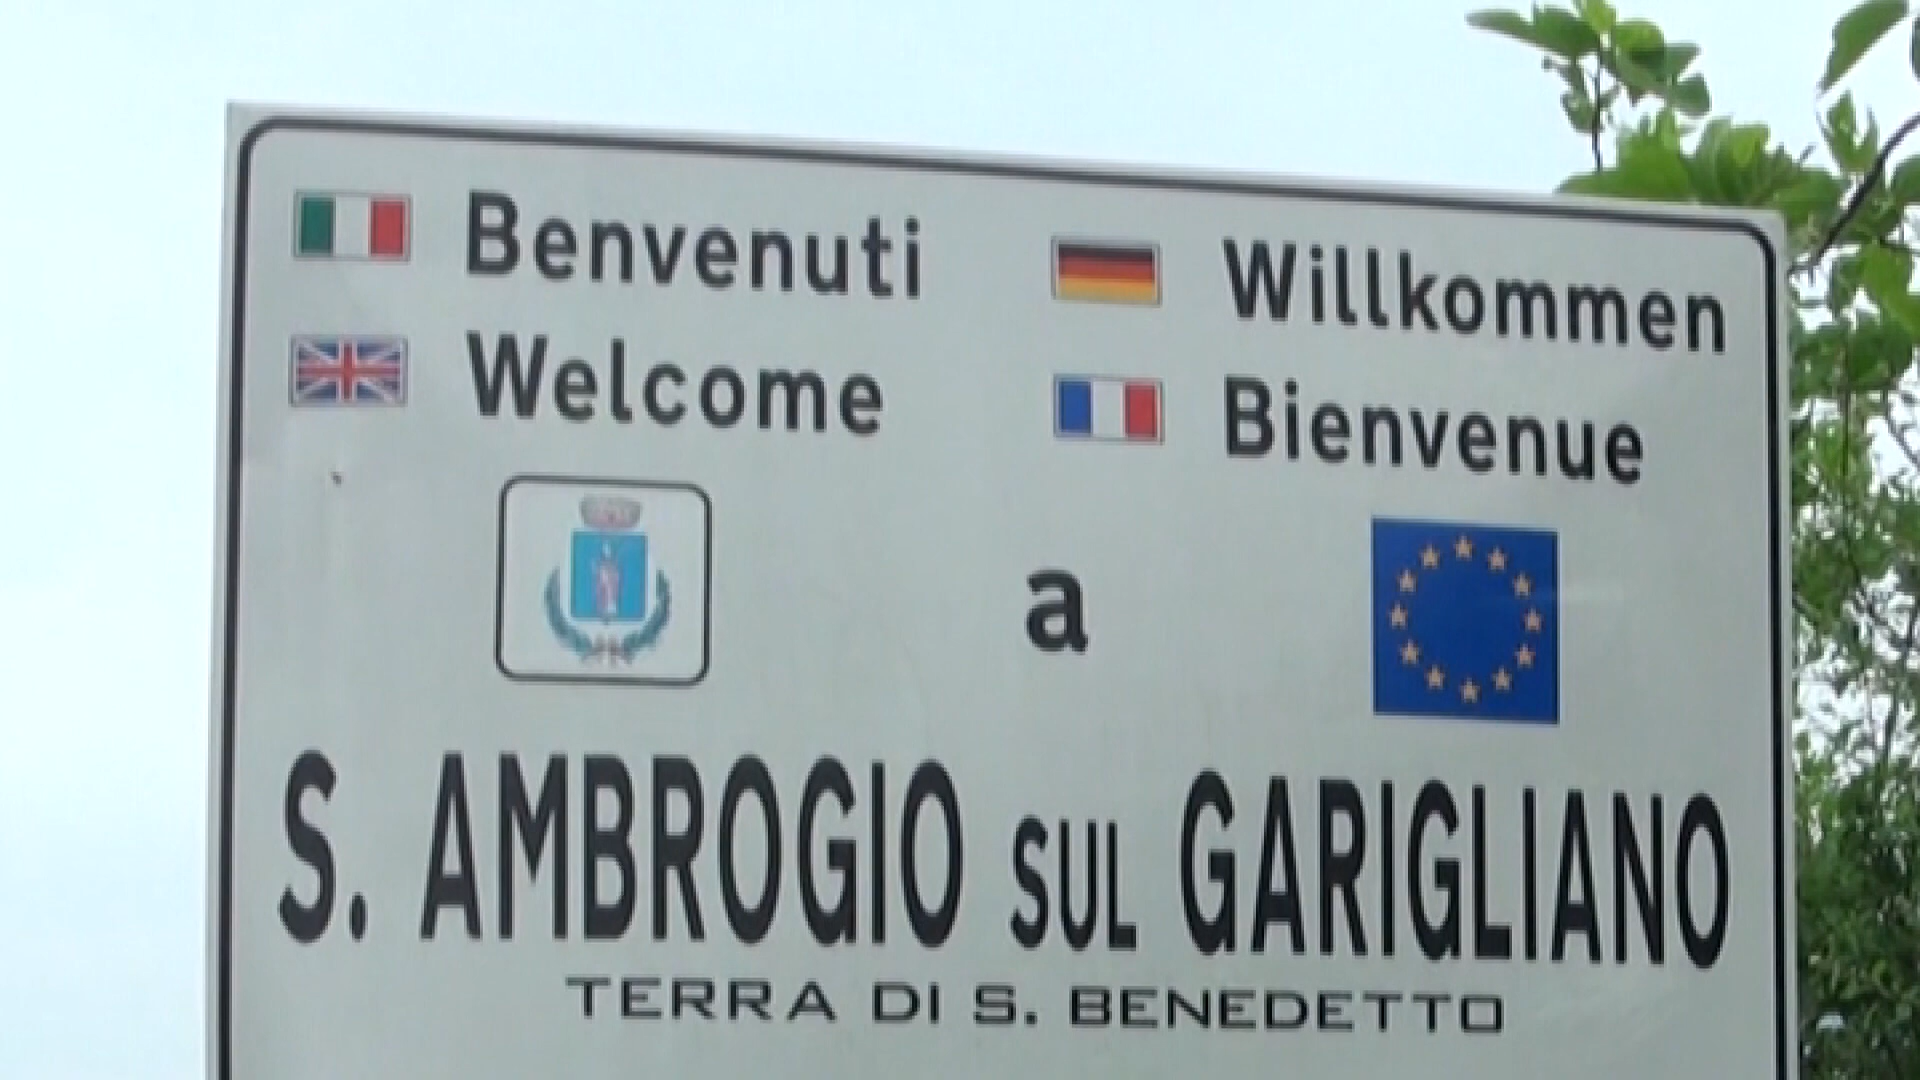 Benvenuti Willkommen
Welcome Bienvenue
a
S. AMBROGIO SUL GARIGLIANO
TERRA DI S. BENEDETTO